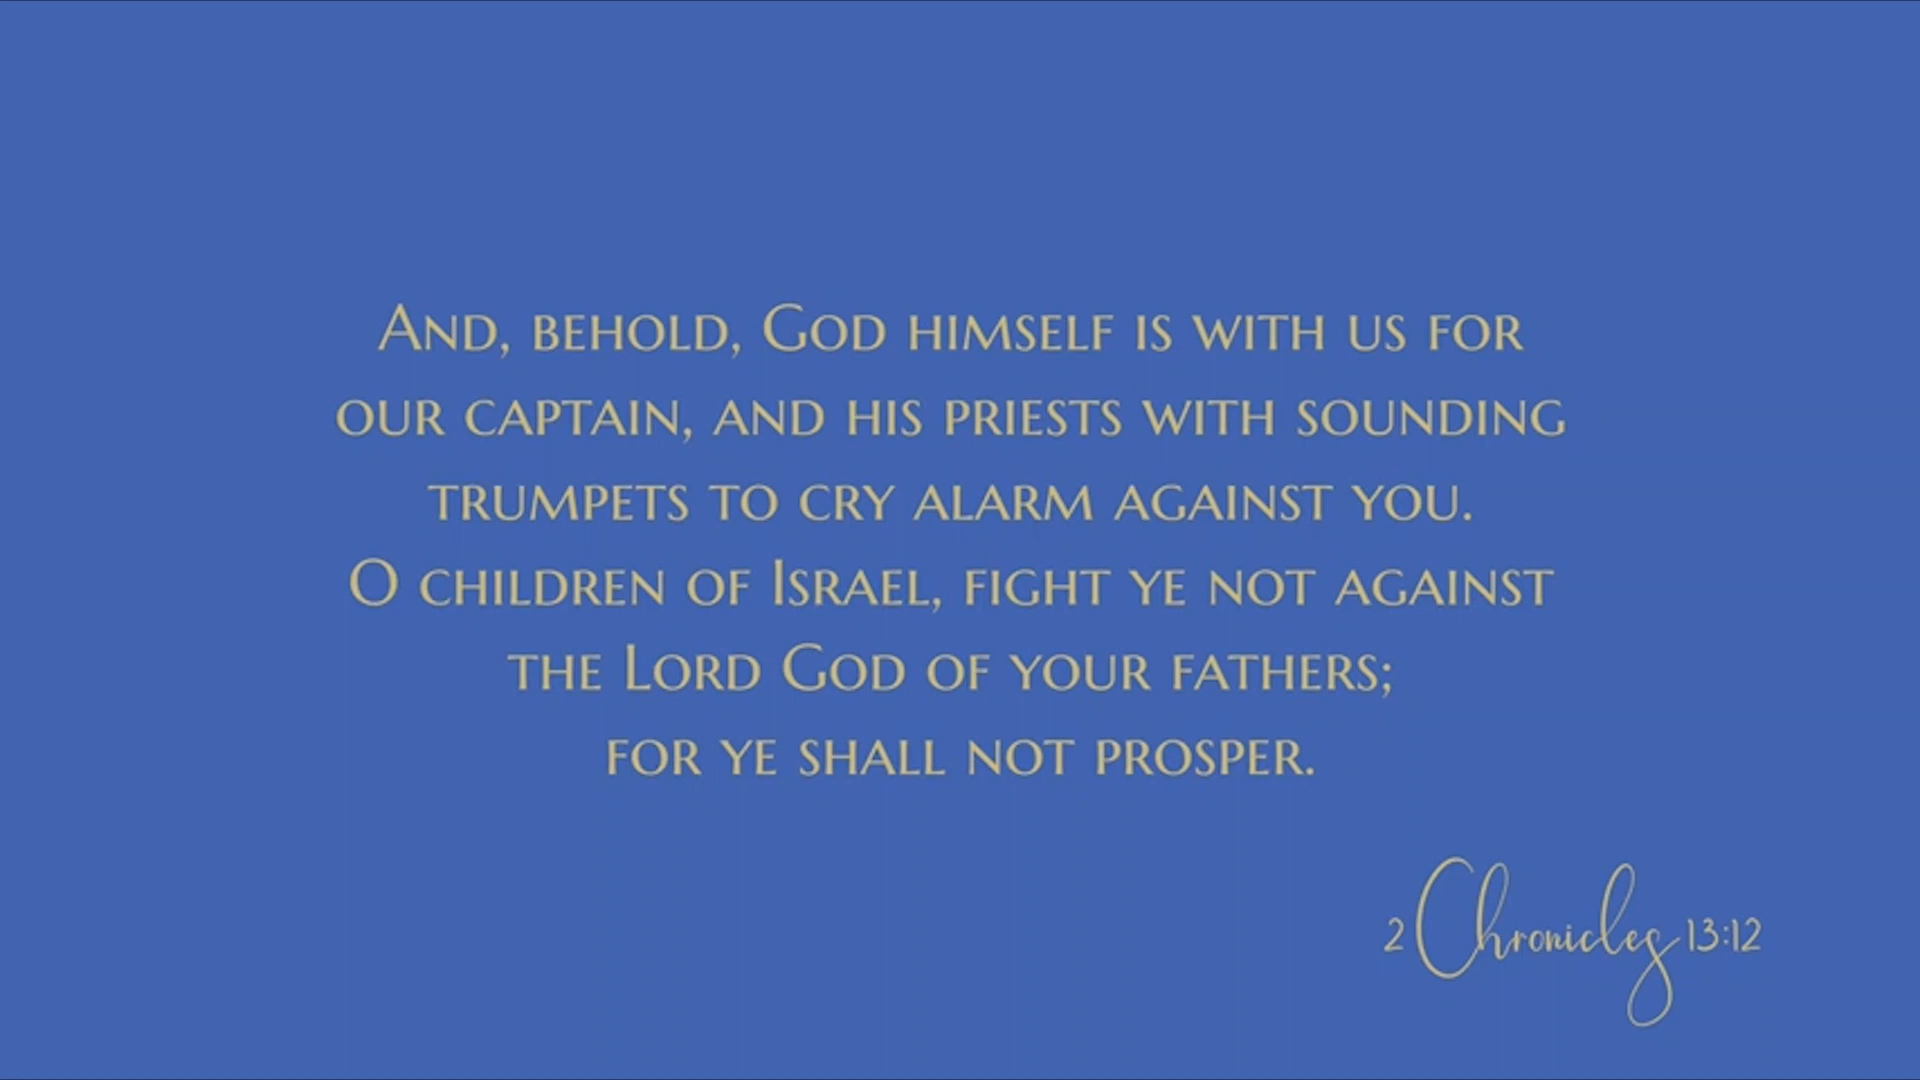 And, behold, God himself is with us for
our captain, and his priests with sounding
trumpets to cry alarm against you.
O children of Israel, fight ye not against
the Lord God of your fathers;
for ye shall not prosper.
2 Chronicles 13:12